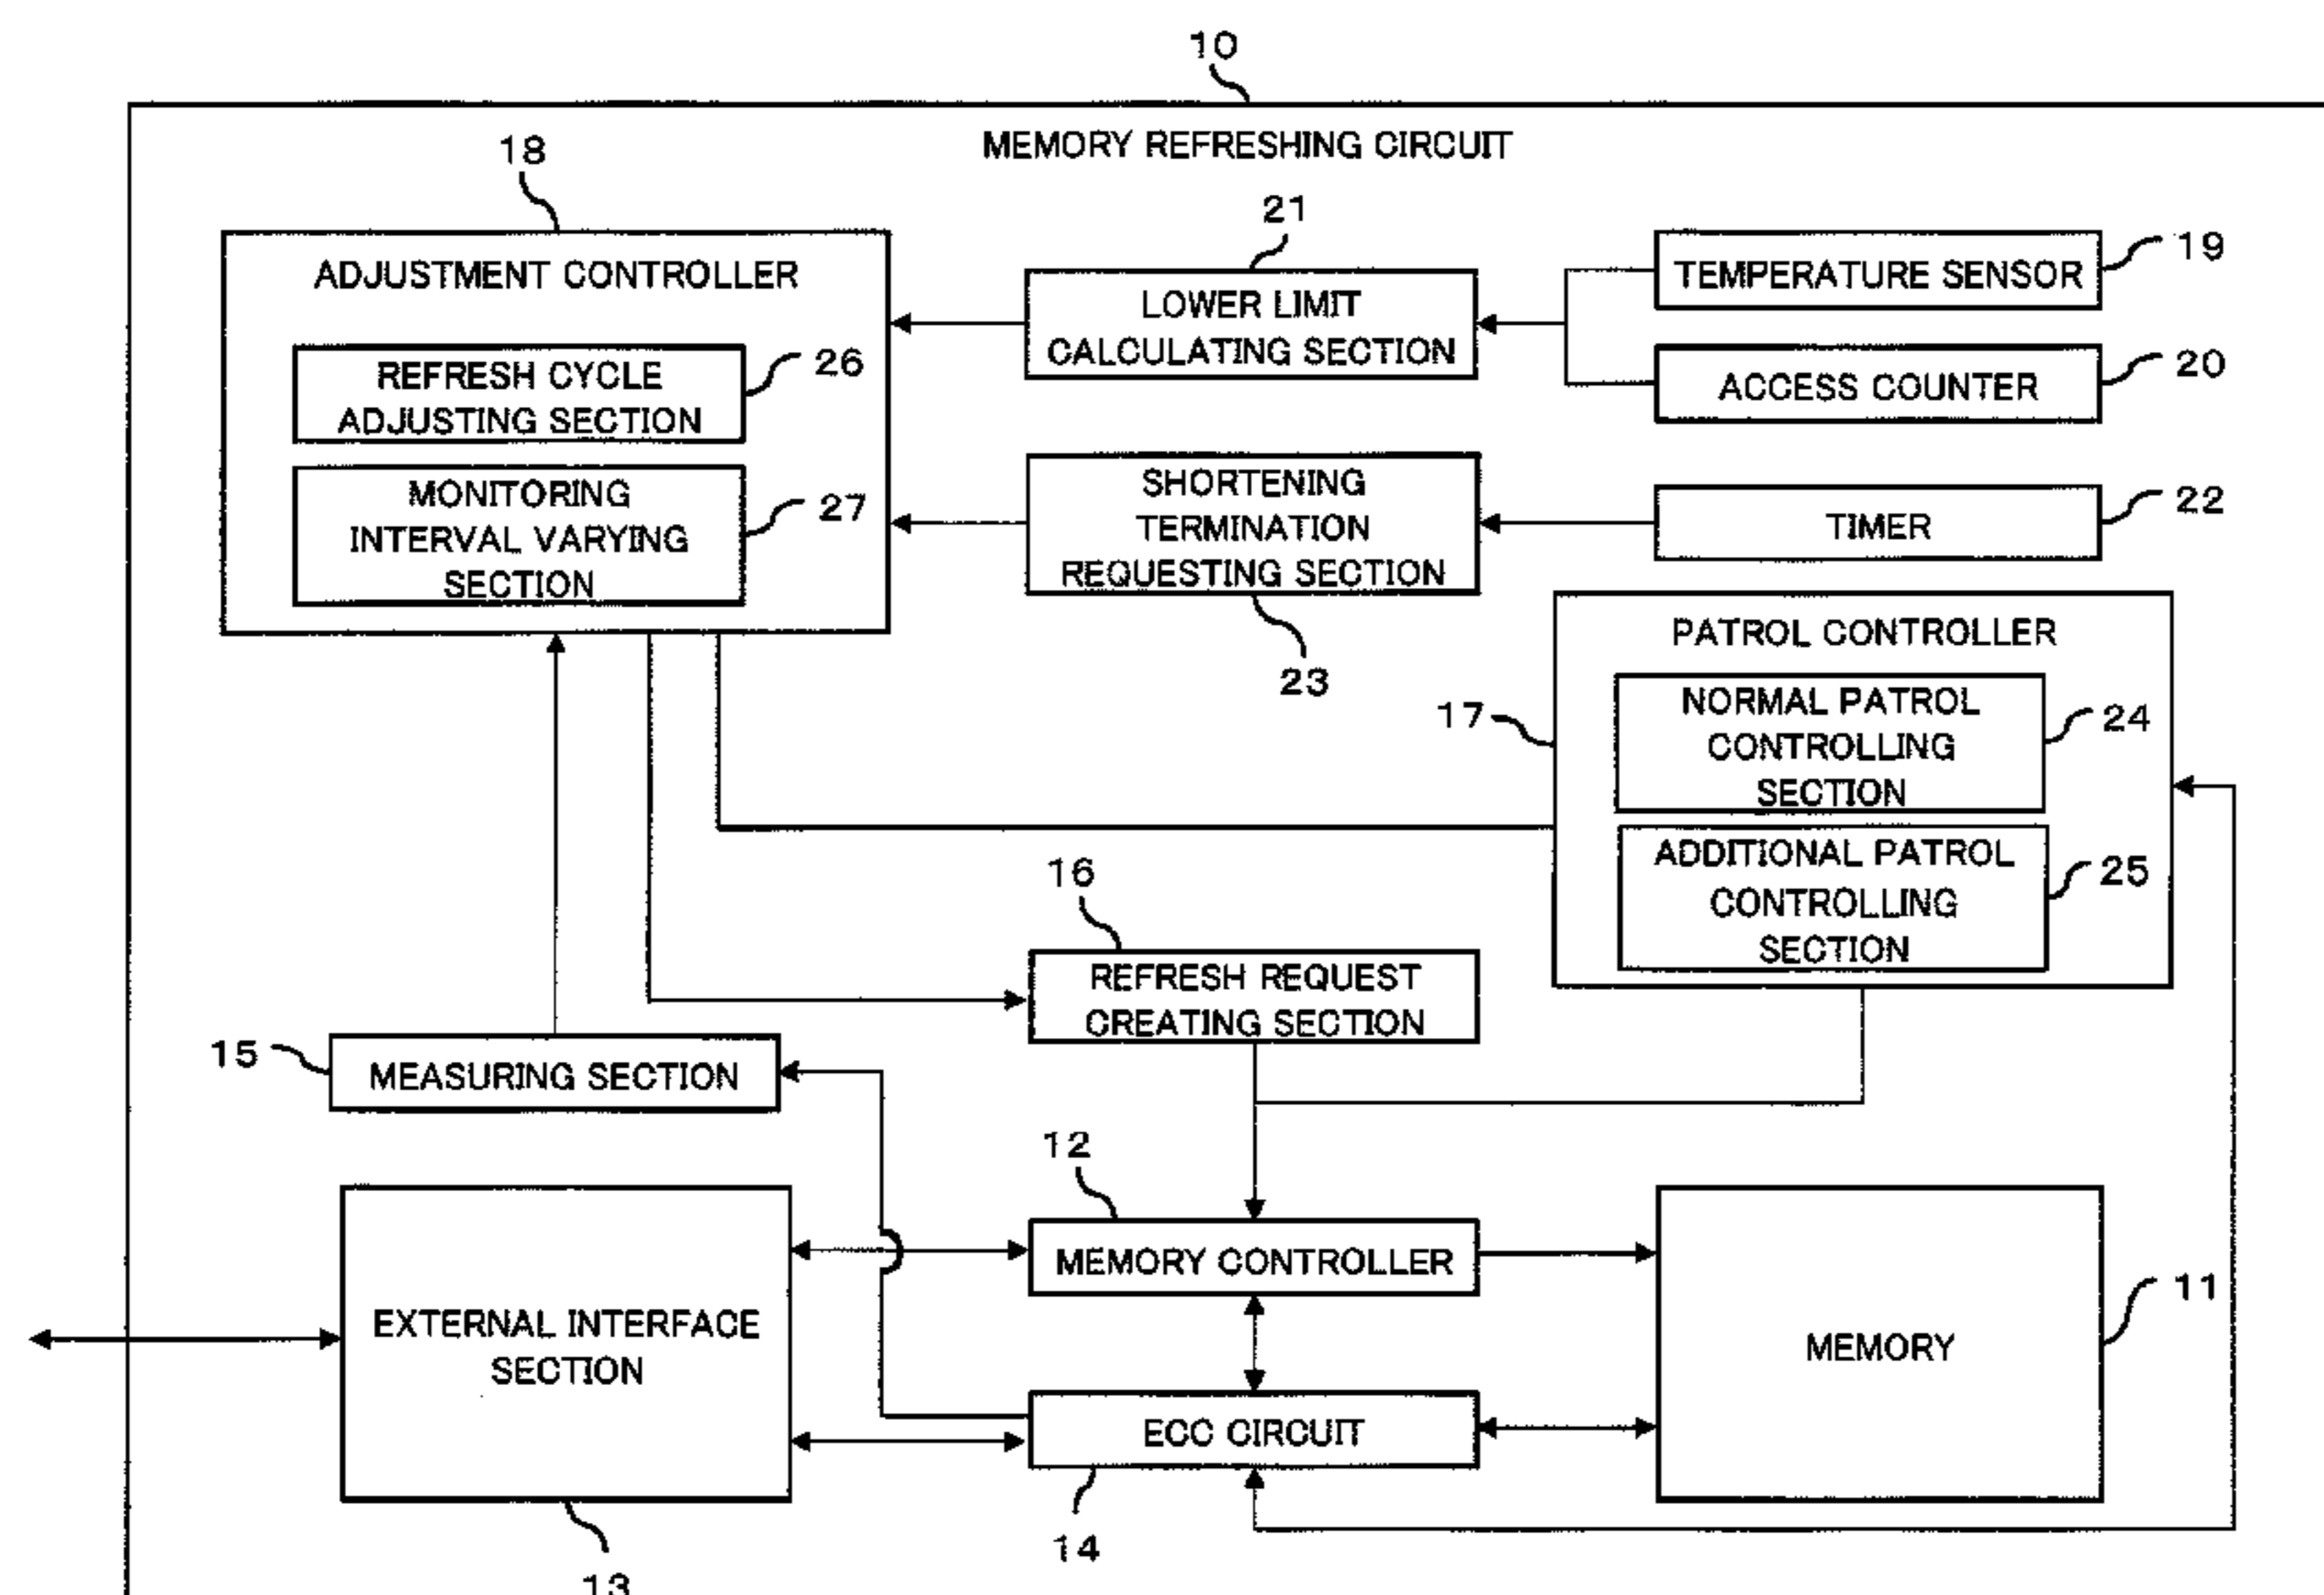 10
MEMORY REFRESHING CIRCUIT
18
ADJUSTMENT CONTROLLER
REFRESH CYCLE
ADJUSTING SECTION
26
MONITORING
INTERVAL VARYING
SECTION
27
21
LOWER LIMIT
CALCULATING SECTION
TEMPERATURE SENSOR
19
ACCESS COUNTER
20
SHORTENING
TERMINATION
REQUESTING SECTION
23
TIMER
22
PATROL CONTROLLER
17
NORMAL PATROL
CONTROLLING
SECTION
24
ADDITIONAL PATROL
CONTROLLING
SECTION
25
16
REFRESH REQUEST
CREATING SECTION
15
MEASURING SECTION
12
MEMORY CONTROLLER
EXTERNAL INTERFACE
SECTION
13
ECC CIRCUIT
14
MEMORY
11